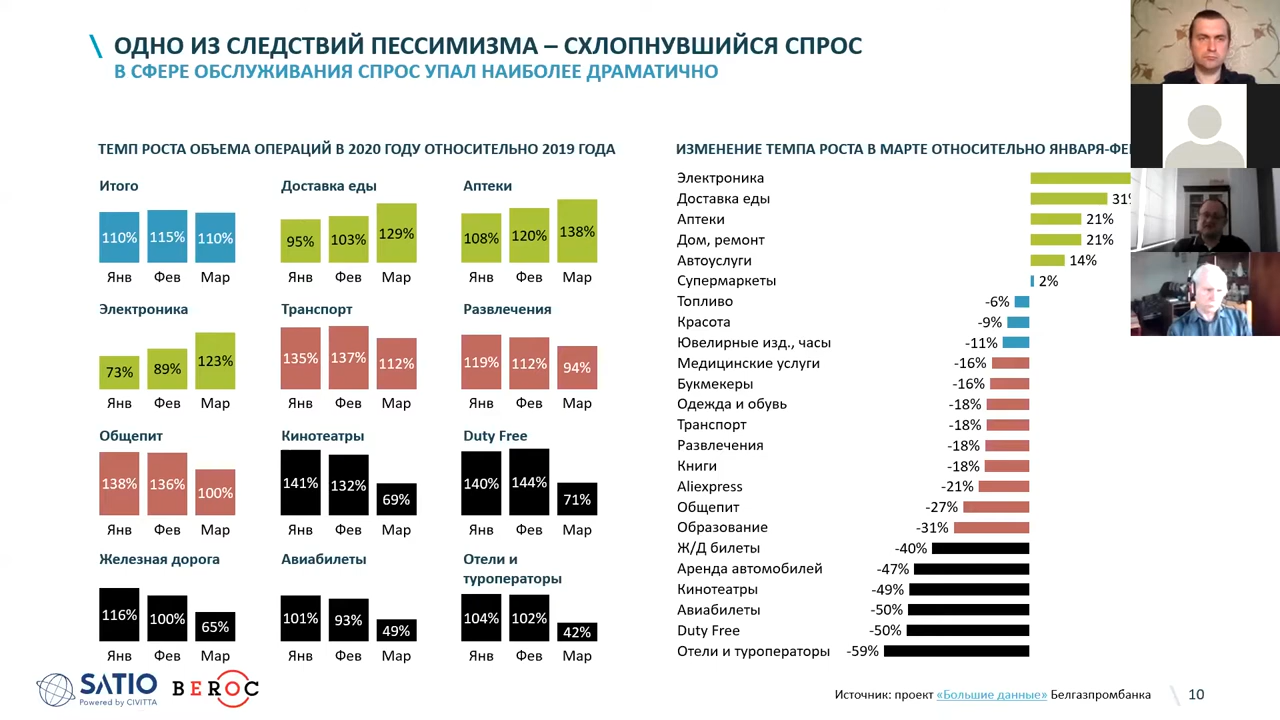 ОДНО ИЗ СЛЕДСТВИЙ ПЕССИМИЗМА – СХЛОПНУВШИЙСЯ СПРОС
В СФЕРЕ ОБСЛУЖИВАНИЯ СПРОС УПАЛ НАИБОЛЕЕ ДРАМАТИЧНО
ТЕМП РОСТА ОБЪЕМА ОПЕРАЦИЙ В 2020 ГОДУ ОТНОСИТЕЛЬНО 2019 ГОДА
Итого
110% 115% 110%
Янв Фев Мар
Доставка еды
95% 103% 129%
Янв Фев Мар
Аптеки
108% 120% 138%
Янв Фев Мар
Электроника
73% 89% 123%
Янв Фев Мар
Транспорт
135% 137% 112%
Янв Фев Мар
Развлечения
119% 112% 94%
Янв Фев Мар
Общепит
138% 136% 100%
Янв Фев Мар
Кинотеатры
141% 132% 69%
Янв Фев Мар
Duty Free
140% 144% 71%
Янв Фев Мар
Железная дорога
116% 100% 65%
Янв Фев Мар
Авиабилеты
101% 93% 49%
Янв Фев Мар
Отели и
туроператоры
104% 102% 42%
Янв Фев Мар
ИЗМЕНЕНИЕ ТЕМПА РОСТА В МАРТЕ ОТНОСИТЕЛЬНО ЯНВАРЯ-ФЕ
Электроника
Доставка еды 31%
Аптеки 21%
Дом, ремонт 21%
Автоуслуги 14%
Супермаркеты 2%
Топливо -6%
Красота -9%
Ювелирные изд., часы -11%
Медицинские услуги -16%
Букмекеры -16%
Одежда и обувь -18%
Транспорт -18%
Развлечения -18%
Книги -18%
Aliexpress -21%
Общепит -27%
Образование -31%
Ж/Д билеты -40%
Аренда автомобилей -47%
Кинотеатры -49%
Авиабилеты -50%
Duty Free -50%
Отели и туроператоры -59%
SATIO
Powered by CIVITTA
BEROC
Источник: проект «Большие данные» Белгазпромбанка
10